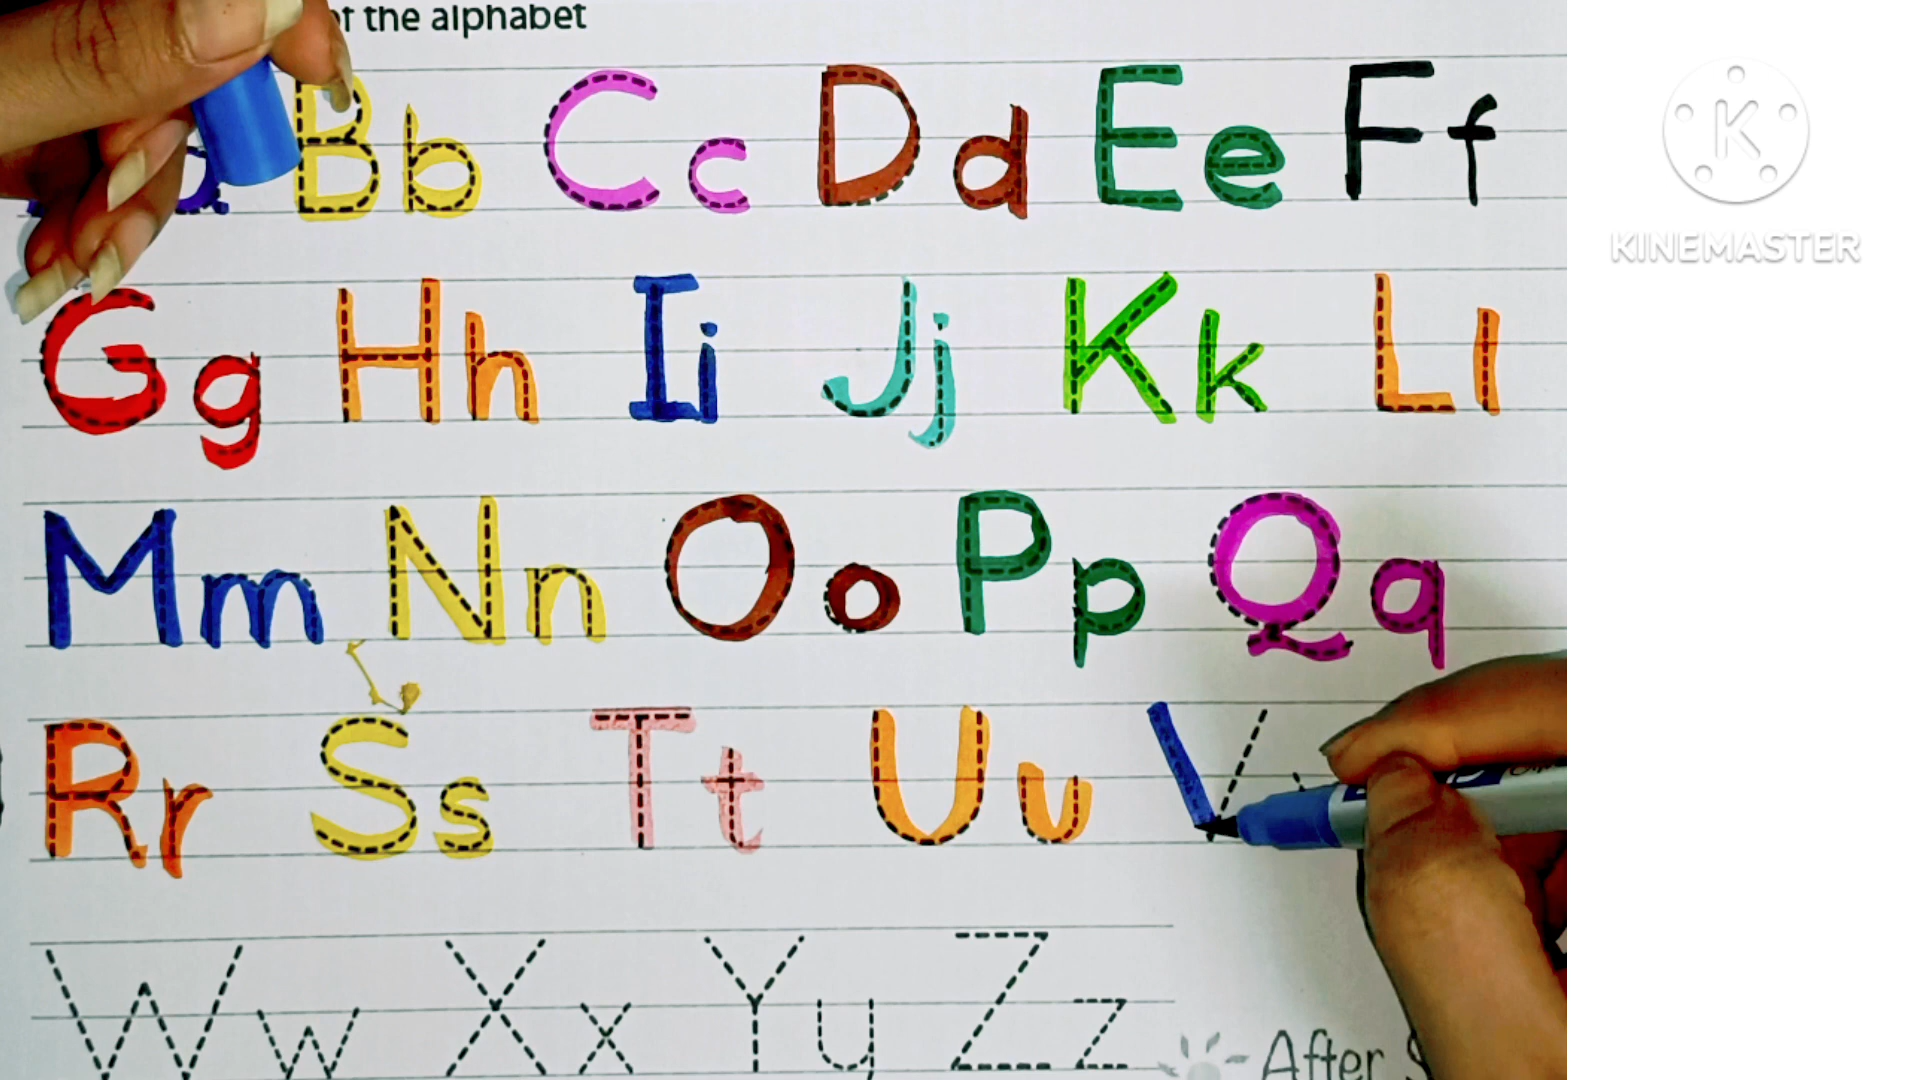 the alphabet
Bb Cc Dd Ee Ff
Gg Hh Ii Jj Kk Ll
Mm Nn Oo Pp Qq
Rr Ss Tt Uu V
Ww Xx Yy Zz
After
K
KINEMASTER